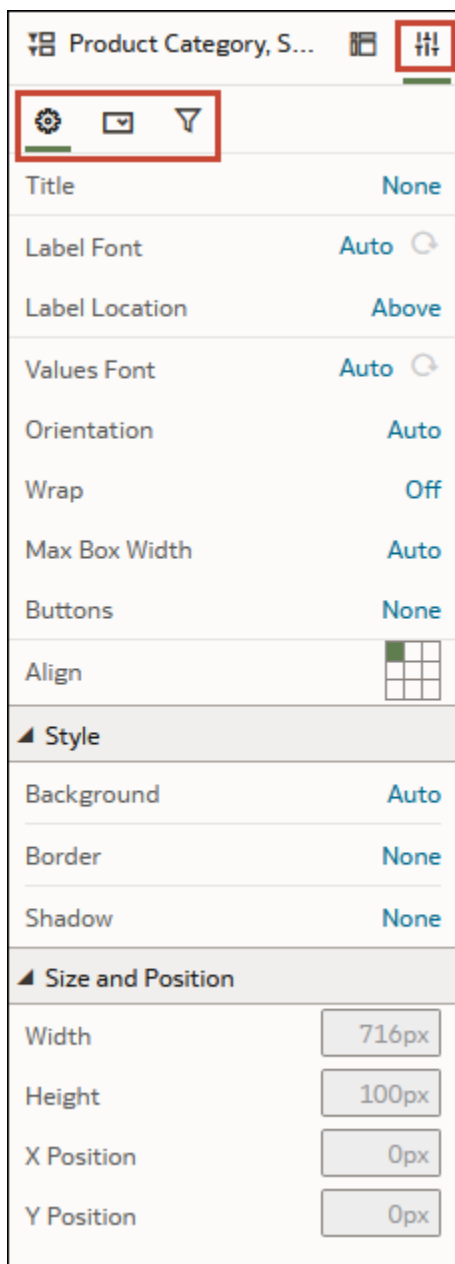 Product Category, S...
Title None
Label Font Auto
Label Location Above
Values Font Auto
Orientation Auto
Wrap Off
Max Box Width Auto
Buttons None
Align
Style
Background Auto
Border None
Shadow None
Size and Position
Width 716px
Height 100px
X Position 0px
Y Position 0px